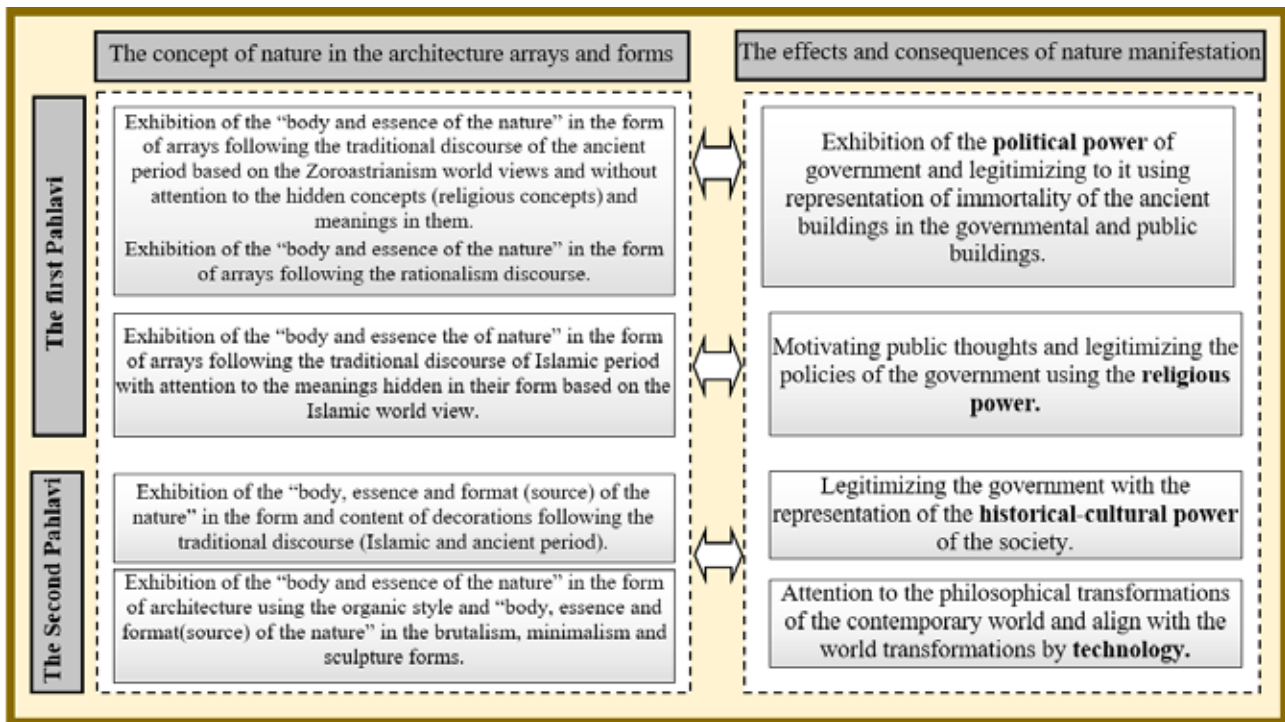 The concept of nature in the architecture arrays and forms
The effects and consequences of nature manifestation
The first Pahlavi
Exhibition of the “body and essence of the nature” in the form
of arrays following the traditional discourse of the ancient
period based on the Zoroastrianism world views and without
attention to the hidden concepts (religious concepts) and
meanings in them.
Exhibition of the “body and essence of the nature” in the form
of arrays following the rationalism discourse.
Exhibition of the political power of
government and legitimizing to it using
representation of immortality of the ancient
buildings in the governmental and public
buildings.
Exhibition of the “body and essence the of nature” in the form
of arrays following the traditional discourse of Islamic period
with attention to the meanings hidden in their form based on the
Islamic world view.
Motivating public thoughts and legitimizing the
policies of the government using the religious
power.
The Second Pahlavi
Exhibition of the “body, essence and format (source) of the
nature” in the form and content of decorations following the
traditional discourse (Islamic and ancient period).
Legitimizing the government with the
representation of the historical-cultural power
of the society.
Exhibition of the “body and essence of the nature” in the form
of architecture using the organic style and “body, essence and
format(source) of the nature” in the brutalism, minimalism and
sculpture forms.
Attention to the philosophical transformations
of the contemporary world and align with the
world transformations by technology.